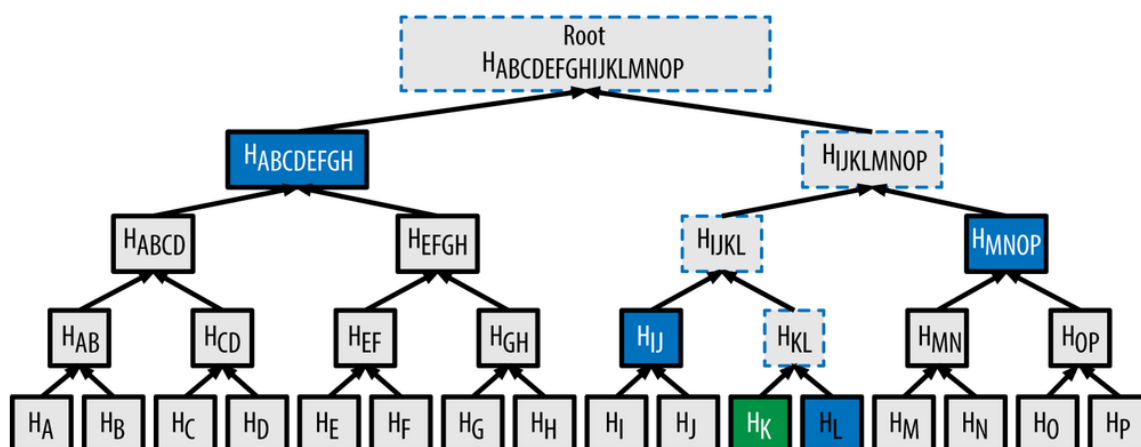 Root
HABCDEFGHIJKLMNOP
HABCDEFGH
HIJKLMNOP
HABCD
HEFGH
HIJKL
HMNOP
HAB
HCD
HEF
HGH
HIJ
HKL
HMN
HOP
HA
HB
HC
HD
HE
HF
HG
HH
HI
HJ
HK
HL
HM
HN
HO
HP